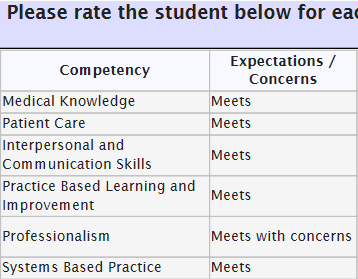 Please rate the student below for eac
Competency
Expectations /
Concerns
Medical Knowledge
Meets
Patient Care
Meets
Interpersonal and
Communication Skills
Meets
Practice Based Learning and
Improvement
Meets
Professionalism
Meets with concerns
Systems Based Practice
Meets